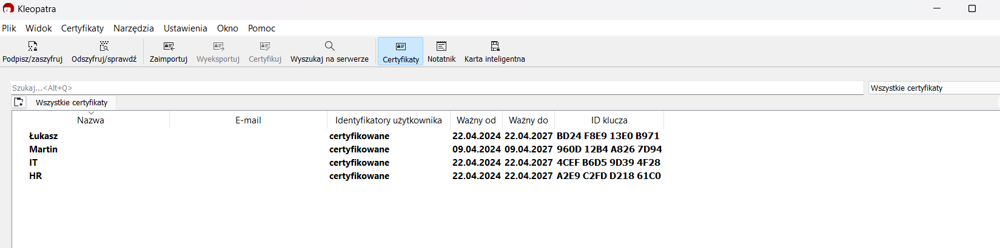 Kleopatra
Plik Widok Certyfikaty Narzędzia Ustawienia Okno Pomoc
Podpisz/zaszyfruj Odszyfruj/sprawdź Zaimportuj Wyeksportuj Certyfikuj Wyszukaj na serwerze Certyfikaty Notatnik Karta inteligentna
Szukaj...<Alt+Q> Wszystkie certyfikaty
Wszystkie certyfikaty
Nazwa E-mail Identyfikatory użytkownika Ważny od Ważny do ID klucza
Łukasz certyfikowane 22.04.2024 22.04.2027 BD24 F8E9 13E0 B971
Martin certyfikowane 09.04.2024 09.04.2027 960D 12B4 A826 7D94
IT certyfikowane 22.04.2024 22.04.2027 4CEF B6D5 9D39 4F28
HR certyfikowane 22.04.2024 22.04.2027 A2E9 C2FD D218 61C0